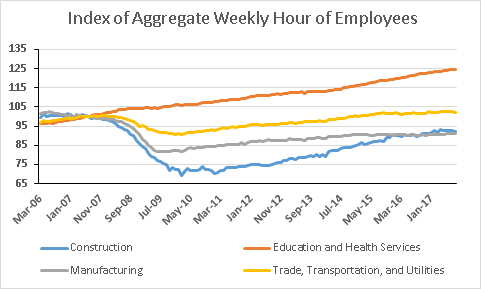 Index of Aggregate Weekly Hour of Employees
135
125
115
105
95
85
75
65
Mar-06
Jan-07
Nov-07
Sep-08
Jul-09
May-10
Mar-11
Jan-12
Nov-12
Sep-13
Jul-14
May-15
Mar-16
Jan-17
Construction
Education and Health Services
Manufacturing
Trade, Transportation, and Utilities